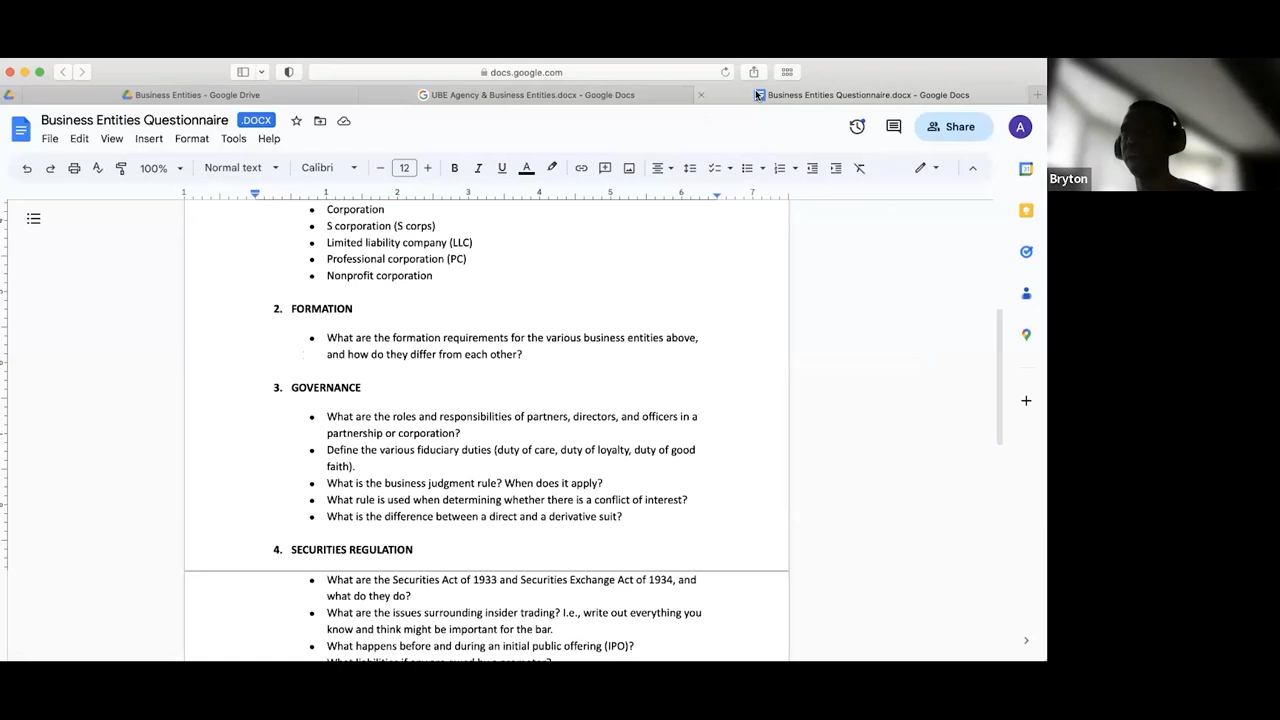 docs.google.com
Business Entities - Google Drive
UBE Agency & Business Entities.docx - Google Docs
Business Entities Questionnaire.docx - Google Docs
Business Entities Questionnaire .DOCX
File Edit View Insert Format Tools Help
Share
A
100% Normal text Calibri 12 B I U A
1 1 2 3 4 5 6 7
Bryton
• Corporation
• S corporation (S corps)
• Limited liability company (LLC)
• Professional corporation (PC)
• Nonprofit corporation
2. FORMATION
• What are the formation requirements for the various business entities above,
and how do they differ from each other?
3. GOVERNANCE
• What are the roles and responsibilities of partners, directors, and officers in a
partnership or corporation?
• Define the various fiduciary duties (duty of care, duty of loyalty, duty of good
faith).
• What is the business judgment rule? When does it apply?
• What rule is used when determining whether there is a conflict of interest?
• What is the difference between a direct and a derivative suit?
4. SECURITIES REGULATION
• What are the Securities Act of 1933 and Securities Exchange Act of 1934, and
what do they do?
• What are the issues surrounding insider trading? I.e., write out everything you
know and think might be important for the bar.
• What happens before and during an initial public offering (IPO)?